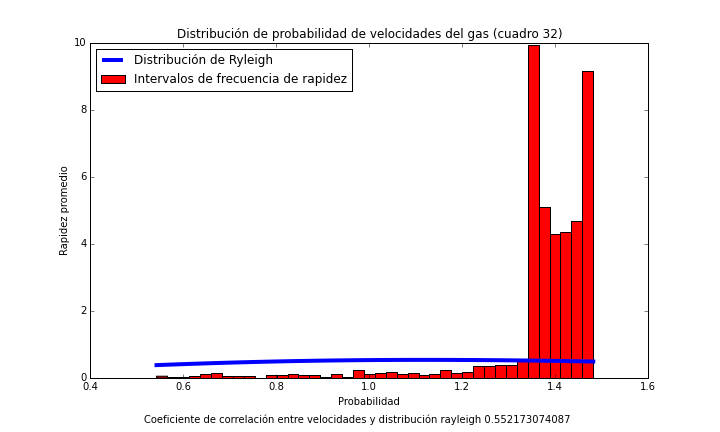 Distribución de probabilidad de velocidades del gas (cuadro 32)
Distribución de Ryleigh
Intervalos de frecuencia de rapidez
10
8
6
4
2
0
Rapidez promedio
0.4 0.6 0.8 1.0 1.2 1.4 1.6
Probabilidad
Coeficiente de correlación entre velocidades y distribución rayleigh 0.552173074087